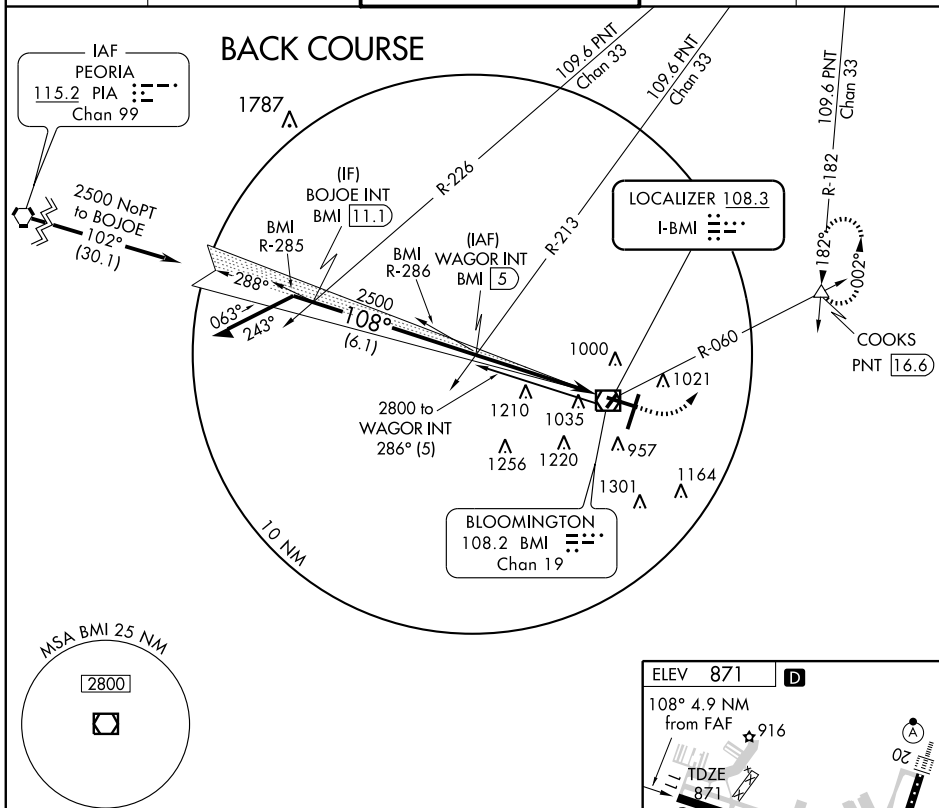 BACK COURSE
IAF
PEORIA
115.2 PIA
Chan 99
1787
109.6 PNT
Chan 33
109.6 PNT
Chan 33
109.6 PNT
Chan 33
R-226
R-213
R-182
(IF)
BOJOE INT
BMI 11.1
LOCALIZER 108.3
I-BMI
2500 NoPT
to BOJOE
102°
(30.1)
BMI
R-285
BMI
R-286
(IAF)
WAGOR INT
BMI 5
182°
002°
288°
2500
108°
(6.1)
063°
243°
R-060
COOKS
PNT 16.6
1000
1021
1210
1035
2800 to
WAGOR INT
286° (5)
1256
1220
957
1301
1164
BLOOMINGTON
108.2 BMI
Chan 19
10 NM
MSA BMI 25 NM
2800
ELEV 871
D
108° 4.9 NM
from FAF
916
A
20
TDZE
871
11